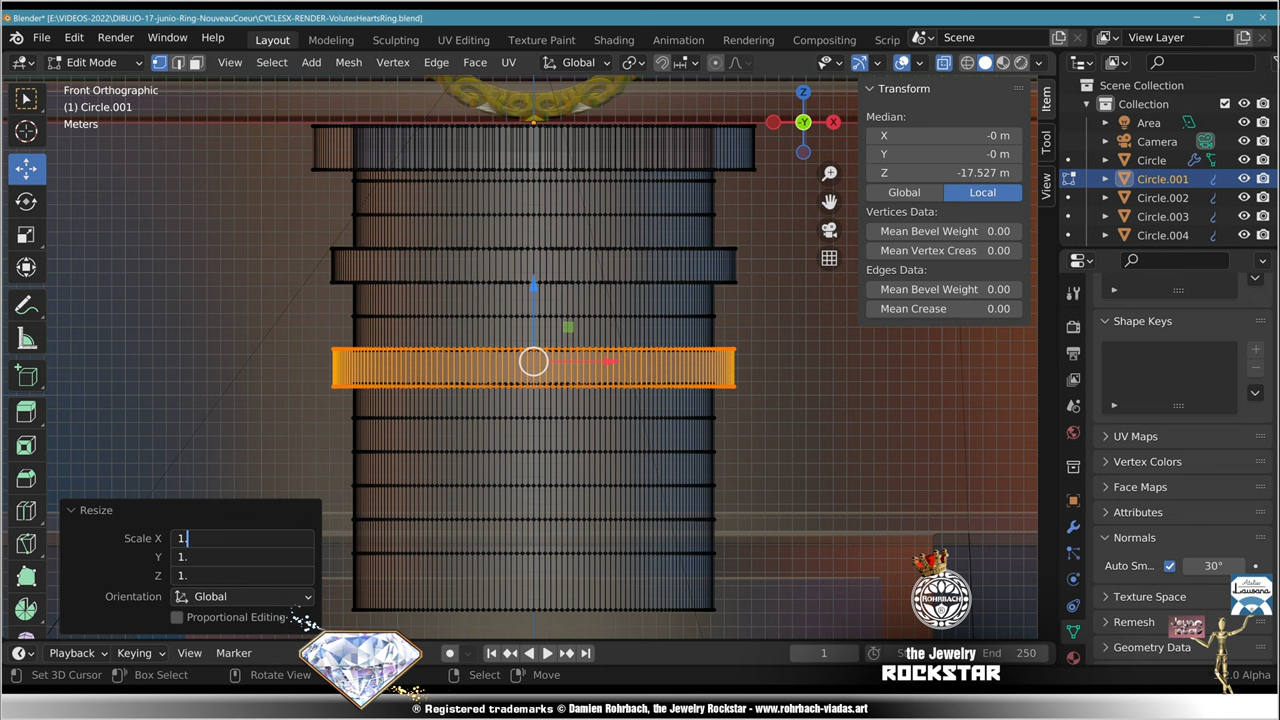 Blender* [E:\VIDEOS-2022\DIBUJO-17-junio-Ring-NouveauCoeur\CYCLESX-RENDER-VolutesHeartsRing.blend]
File Edit Render Window Help Layout Modeling Sculpting UV Editing Texture Paint Shading Animation Rendering Compositing Scrip Scene View Layer
Edit Mode View Select Add Mesh Vertex Edge Face UV Global
Front Orthographic
(1) Circle.001
Meters
Z
X
-Y
Transform
Median:
X -0 m
Y -0 m
Z -17.527 m
Global Local
Vertices Data:
Mean Bevel Weight 0.00
Mean Vertex Creas 0.00
Edges Data:
Mean Bevel Weight 0.00
Mean Crease 0.00
Item
Tool
View
Scene Collection
Collection
Area
Camera
Circle
Circle.001
Circle.002
Circle.003
Circle.004
Shape Keys
UV Maps
Vertex Colors
Face Maps
Attributes
Normals
Auto Sm... 30°
Texture Space
Remesh
Geometry Data
Resize
Scale X 1.
Y 1.
Z 1.
Orientation Global
Proportional Editing
ROHRBACH
Atelier
Lausana
Playback Keying View Marker 1 End 250
Set 3D Cursor Box Select Rotate View Select Move .0 Alpha
the Jewelry
ROCKSTAR
® Registered trademarks © Damien Rohrbach, the Jewelry Rockstar - www.rohrbach-viadas.art